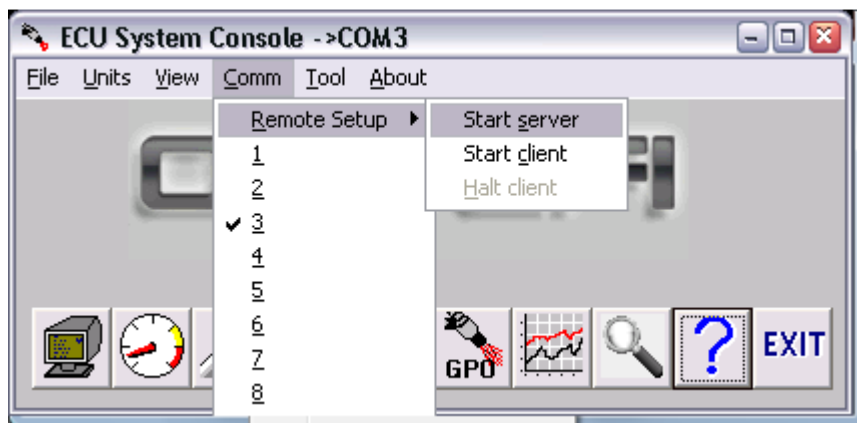 ECU System Console ->COM3
File Units View Comm Tool About
Remote Setup
Start server
Start client
Halt client
1
2
3
4
5
6
7
8
GPO
EXIT